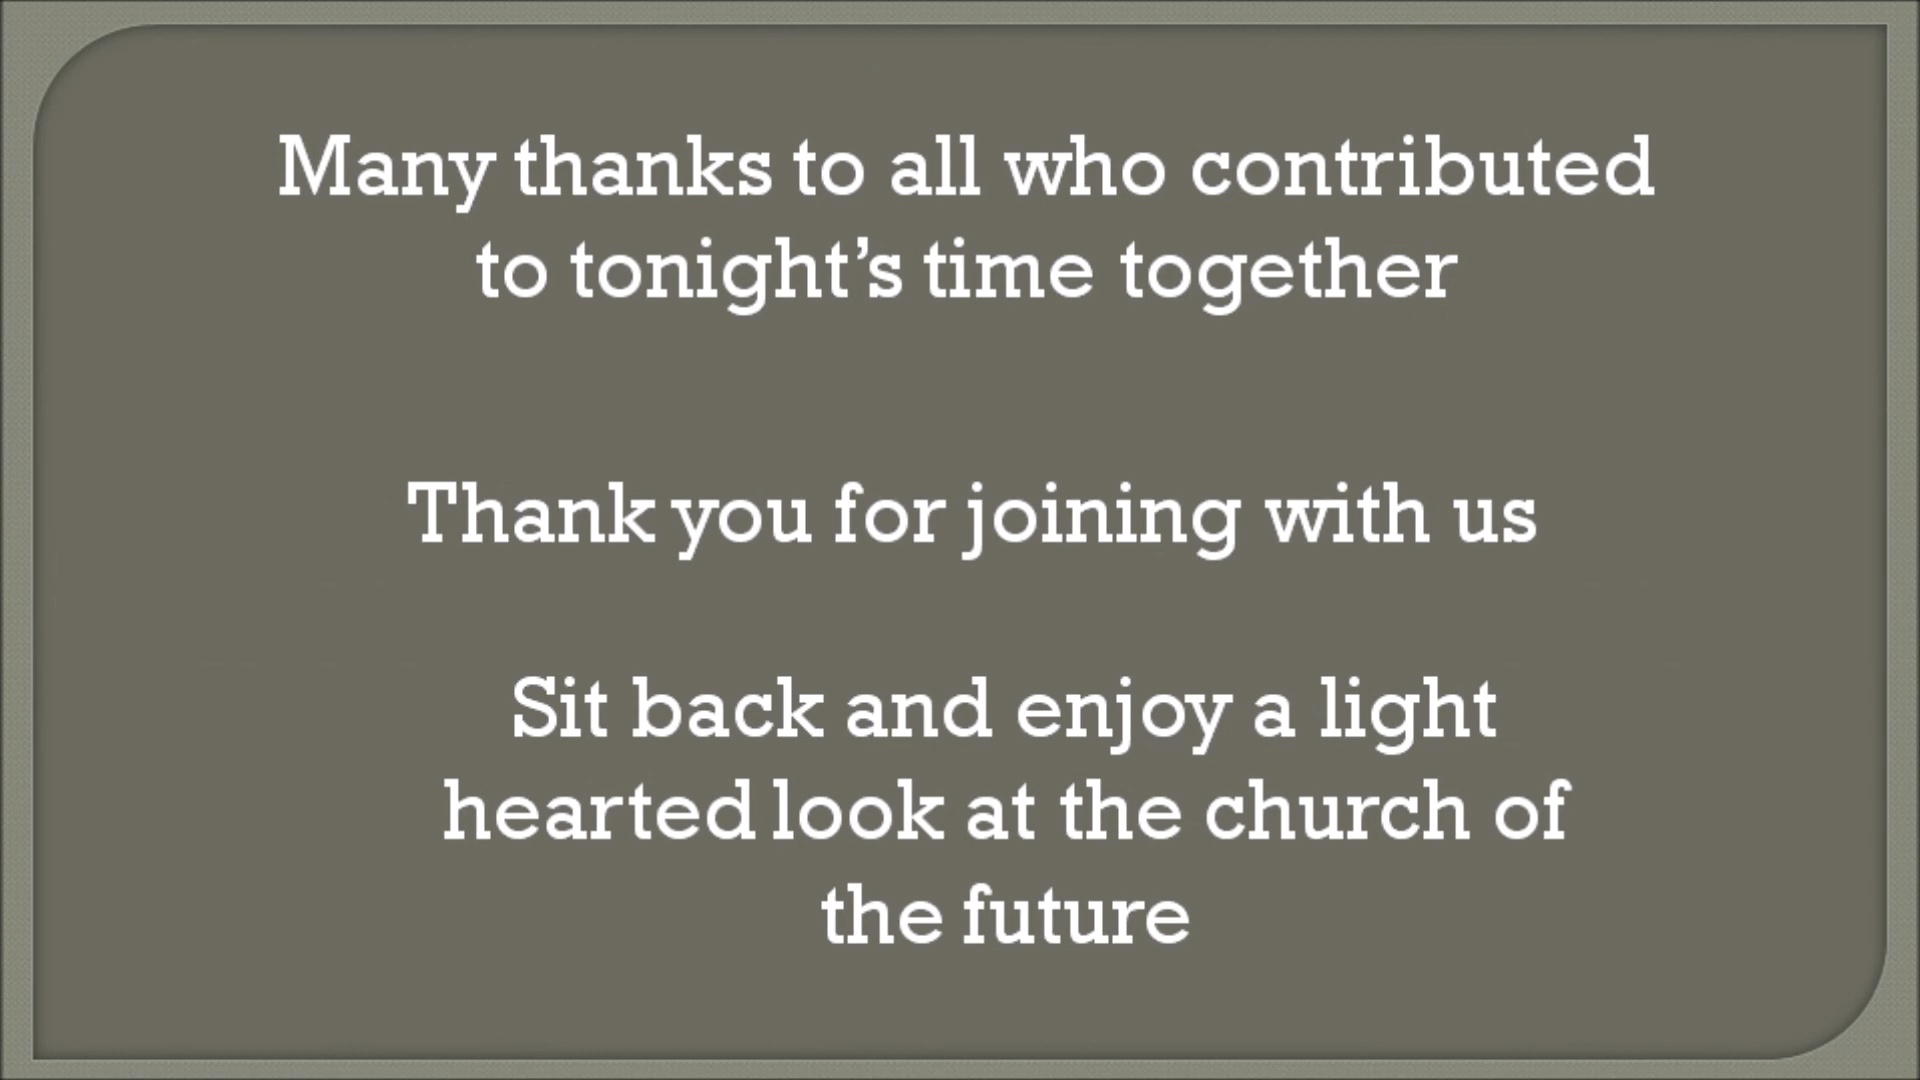 Many thanks to all who contributed
to tonight’s time together
Thank you for joining with us
Sit back and enjoy a light
hearted look at the church of
the future